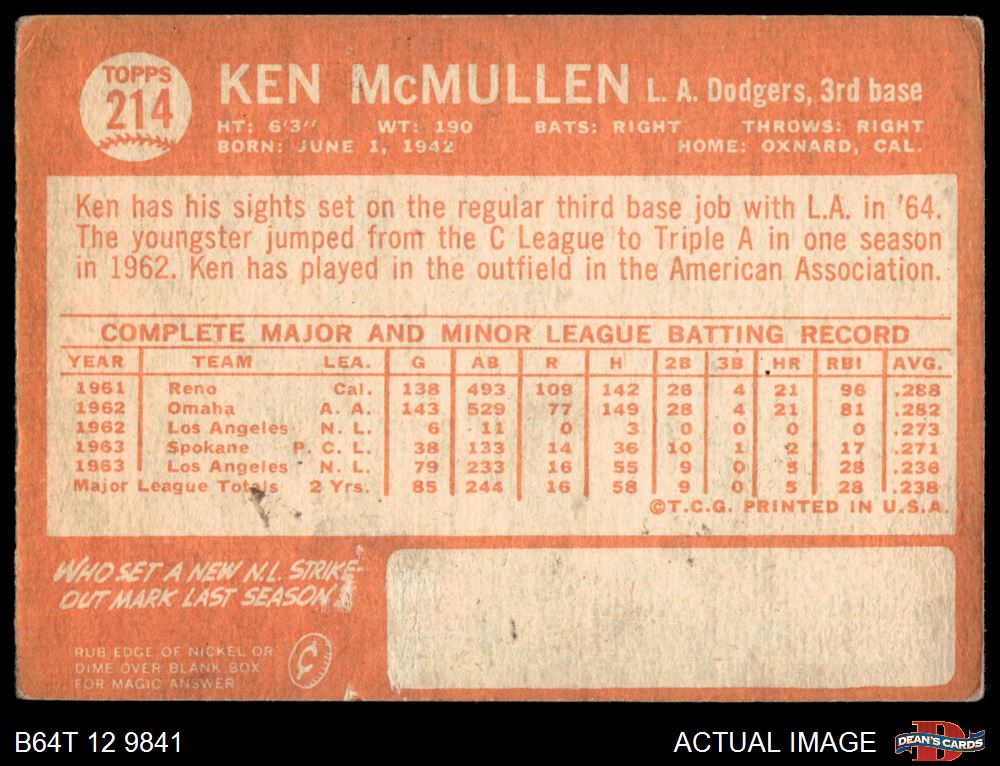 TOPPS
214
KEN McMULLEN L. A. Dodgers, 3rd base
HT: 6'3" WT: 190 BATS: RIGHT THROWS: RIGHT
BORN: JUNE 1, 1942 HOME: OXNARD, CAL.
Ken has his sights set on the regular third base job with L.A. in '64.
The youngster jumped from the C League to Triple A in one season
in 1962. Ken has played in the outfield in the American Association.
COMPLETE MAJOR AND MINOR LEAGUE BATTING RECORD
YEAR TEAM LEA. G AB R H 2B 3B HR RBI AVG.
1961 Reno Cal. 138 493 109 142 26 4 21 96 .288
1962 Omaha A. A. 143 529 77 149 28 4 21 81 .282
1962 Los Angeles N. L. 6 11 0 3 0 0 0 0 .273
1963 Spokane P. C. L. 38 133 14 36 10 1 2 17 .271
1963 Los Angeles N. L. 79 233 16 55 9 0 5 28 .236
Major League Totals 2 Yrs. 85 244 16 58 9 0 5 28 .238
©T.C.G. PRINTED IN U.S.A.
WHO SET A NEW N.L. STRIKE-
OUT MARK LAST SEASON?
RUB EDGE OF NICKEL OR
DIME OVER BLANK BOX
FOR MAGIC ANSWER
¢
B64T 12 9841 ACTUAL IMAGE DEAN'S CARDS